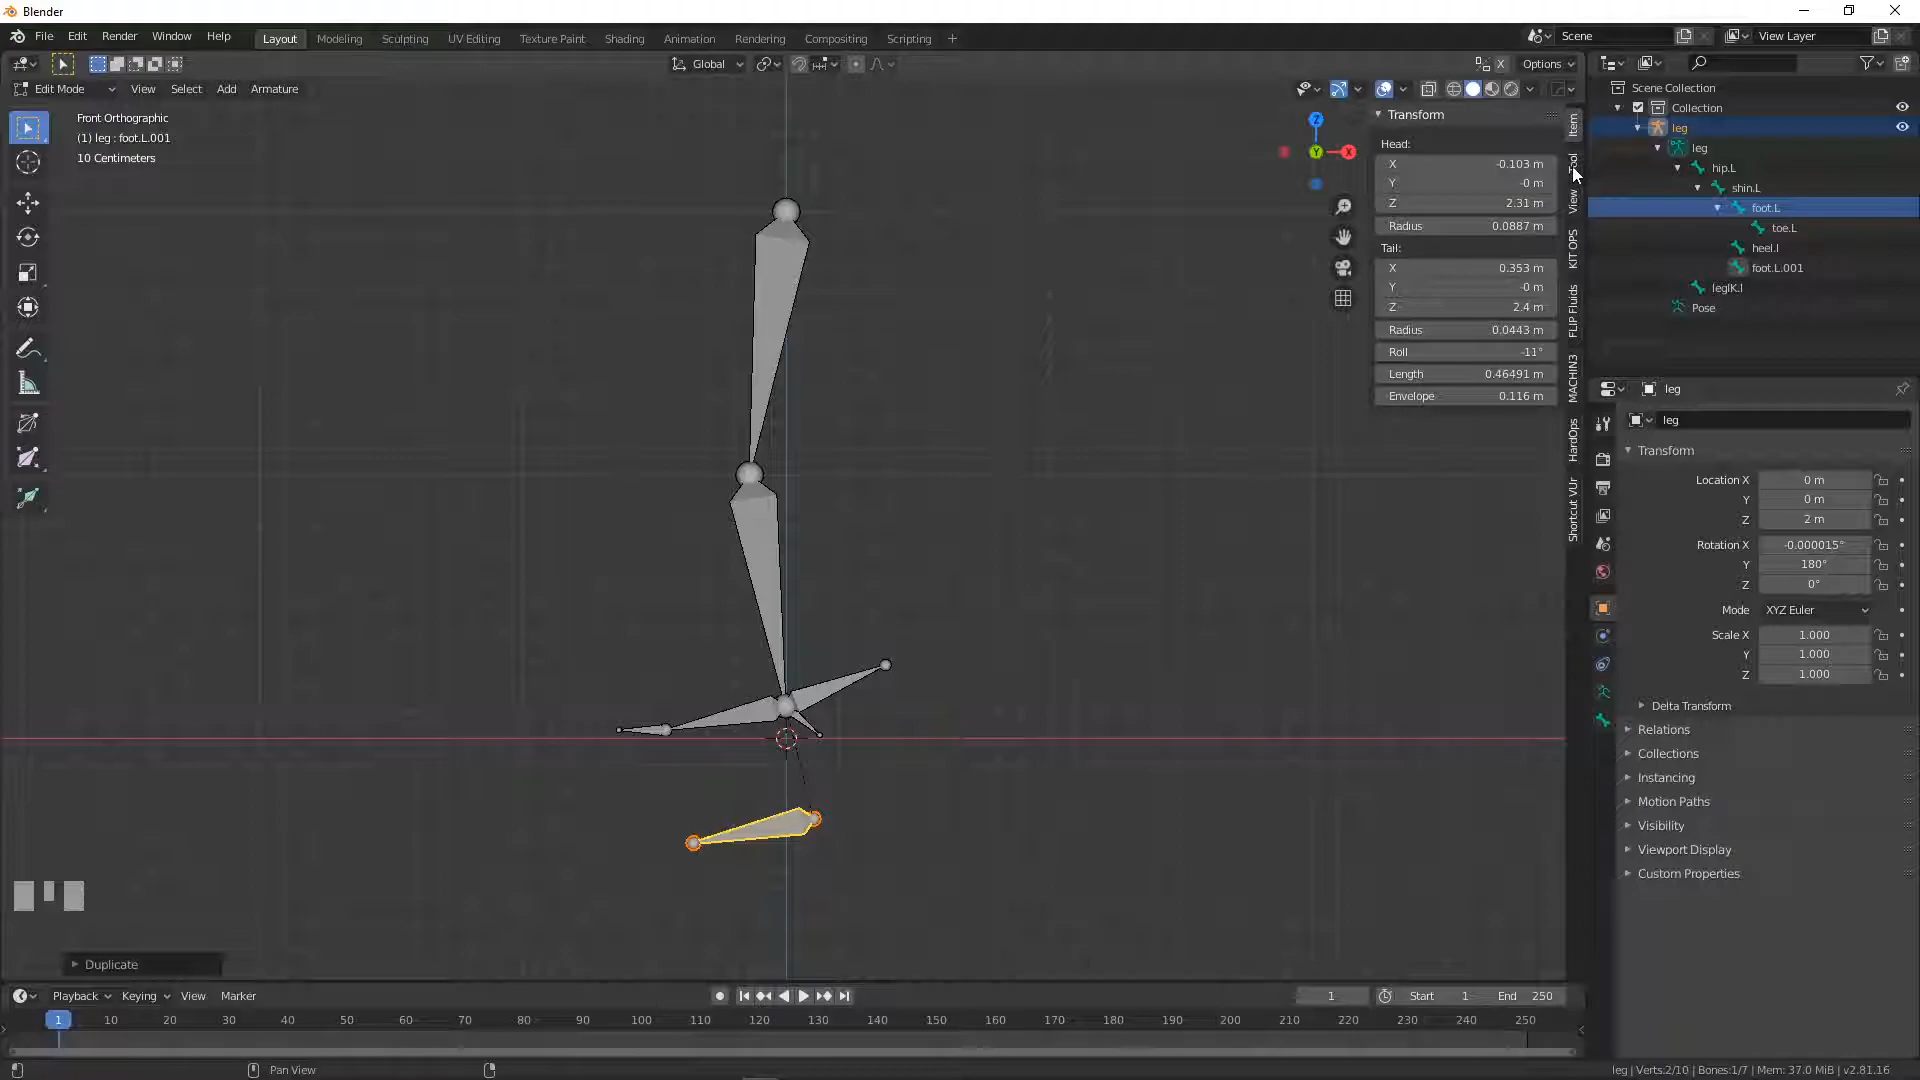 Blender
File Edit Render Window Help
Layout Modeling Sculpting UV Editing Texture Paint Shading Animation Rendering Compositing Scripting +
Scene
View Layer
Global
X
Options
Edit Mode View Select Add Armature
Front Orthographic
(1) leg : foot.L.001
10 Centimeters
Z
Y
X
Transform
Head:
X -0.103 m
Y -0 m
Z 2.31 m
Radius 0.0887 m
Tail:
X 0.353 m
Y -0 m
Z 2.4 m
Radius 0.0443 m
Roll -11°
Length 0.46491 m
Envelope 0.116 m
Item
Tool
View
KIT OPS
FLIP Fluids
MACHIN3
HardOps
Shortcut VUr
Scene Collection
Collection
leg
leg
hip.L
shin.L
foot.L
toe.L
heel.l
foot.L.001
legIK.l
Pose
leg
leg
Transform
Location X 0 m
Y 0 m
Z 2 m
Rotation X -0.000015°
Y 180°
Z 0°
Mode XYZ Euler
Scale X 1.000
Y 1.000
Z 1.000
Delta Transform
Relations
Collections
Instancing
Motion Paths
Visibility
Viewport Display
Custom Properties
Duplicate
Playback Keying View Marker
1 Start 1 End 250
1 10 20 30 40 50 60 70 80 90 100 110 120 130 140 150 160 170 180 190 200 210 220 230 240 250
Pan View
leg | Verts:2/10 | Bones:1/7 | Mem: 37.0 MiB | v2.81.16